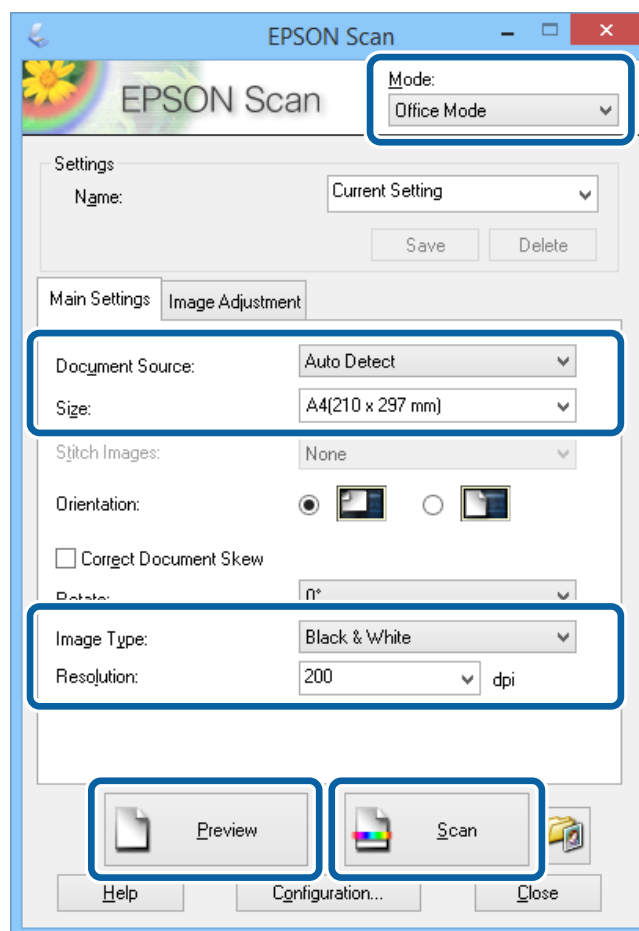 EPSON Scan
EPSON Scan
Mode:
Office Mode
Settings
Name:
Current Setting
Save
Delete
Main Settings
Image Adjustment
Document Source:
Auto Detect
Size:
A4(210 x 297 mm)
Stitch Images:
None
Orientation:
Correct Document Skew
Rotate:
0°
Image Type:
Black & White
Resolution:
200
dpi
Preview
Scan
Help
Configuration...
Close